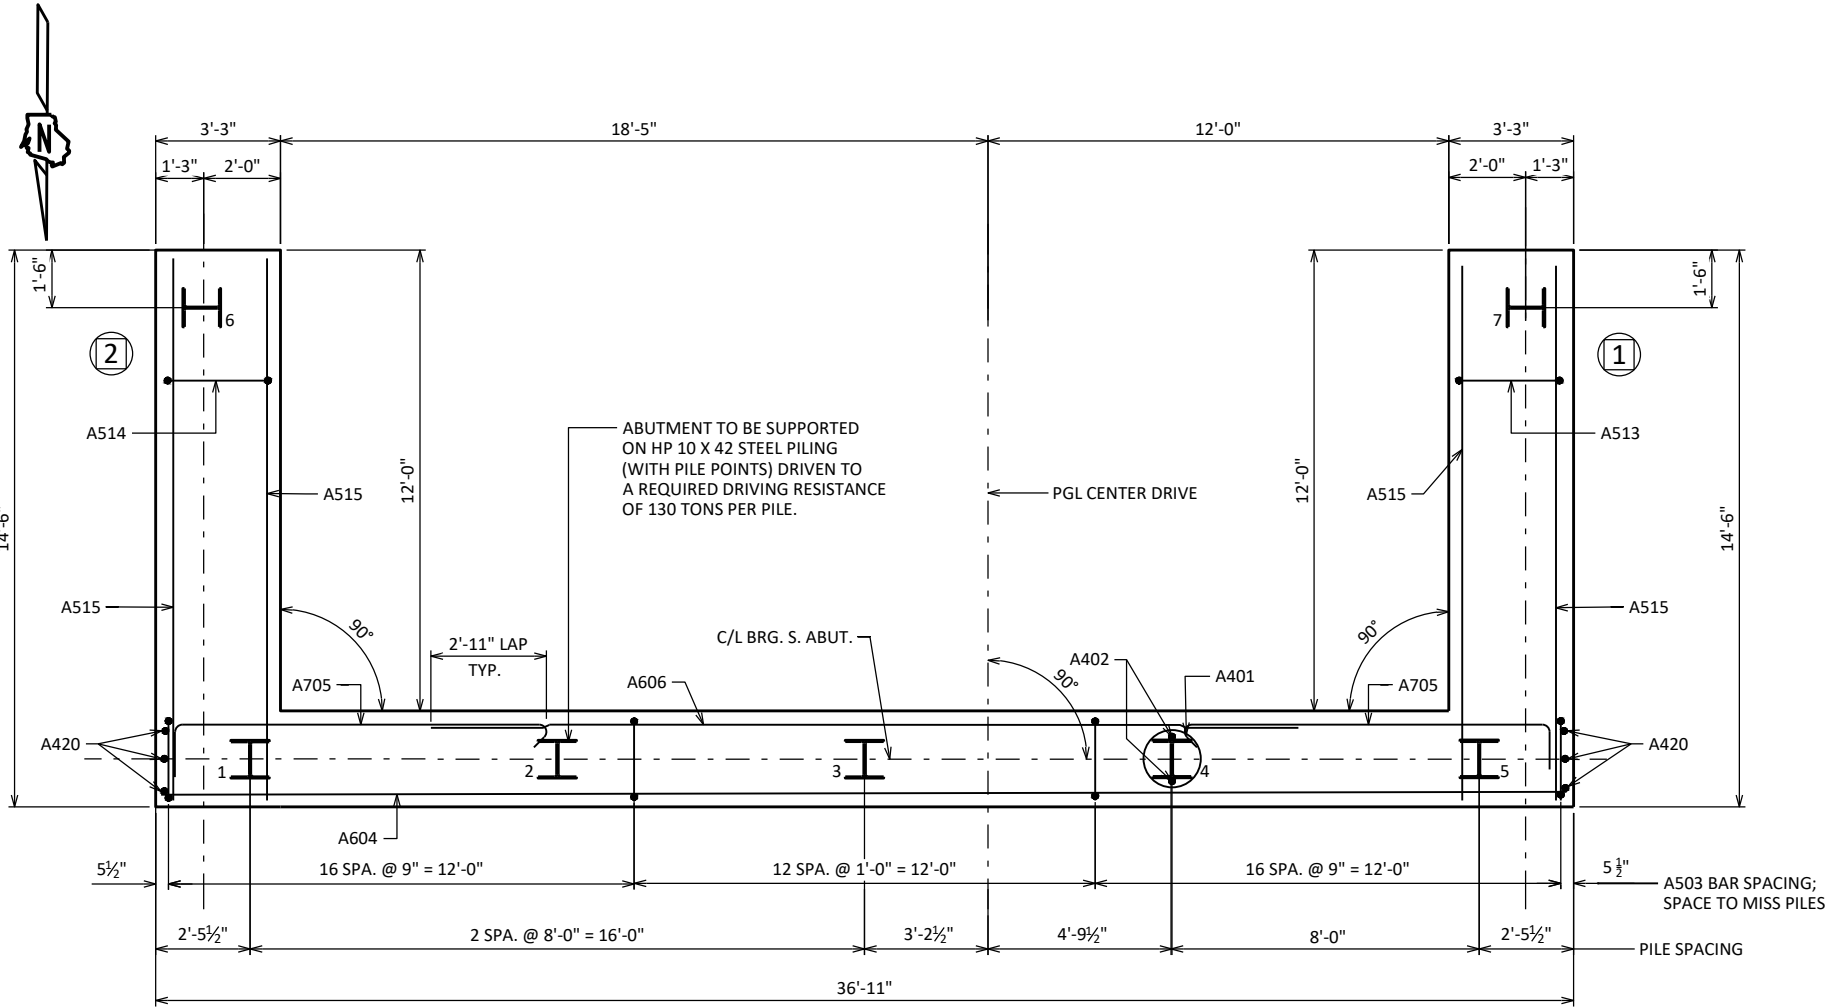 N
3'-3"
18'-5"
12'-0"
3'-3"
1'-3"
2'-0"
2'-0"
1'-3"
1'-6"
1'-6"
6
7
2
1
A514
A513
ABUTMENT TO BE SUPPORTED
ON HP 10 X 42 STEEL PILING
(WITH PILE POINTS) DRIVEN TO
A REQUIRED DRIVING RESISTANCE
OF 130 TONS PER PILE.
12'-0"
12'-0"
A515
PGL CENTER DRIVE
A515
14'-6"
14'-6"
A515
A515
90°
90°
2'-11" LAP
TYP.
C/L BRG. S. ABUT.
A402
90°
A401
A705
A606
A705
A420
A420
1
2
3
4
5
A604
5½"
16 SPA. @ 9" = 12'-0"
12 SPA. @ 1'-0" = 12'-0"
16 SPA. @ 9" = 12'-0"
5 ½"
A503 BAR SPACING;
SPACE TO MISS PILES
2'-5½"
2 SPA. @ 8'-0" = 16'-0"
3'-2½"
4'-9½"
8'-0"
2'-5½"
PILE SPACING
36'-11"